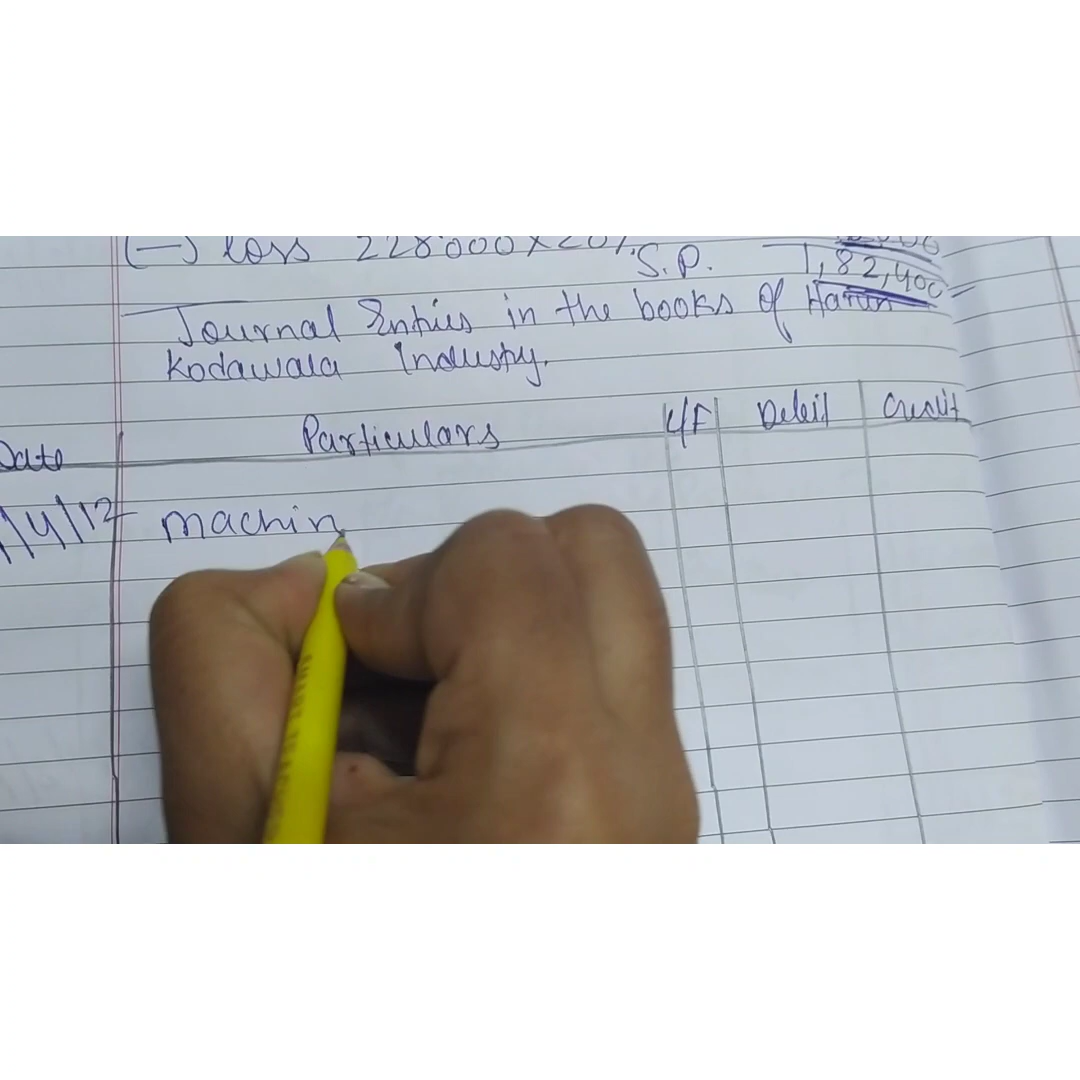 (—) loss 228000 x 20%
S.P. 1,82,400
Journal Entries in the books of Harun
Kodawala Industry.
Date Particulars L/F Debit Credit
1/4/12 machin